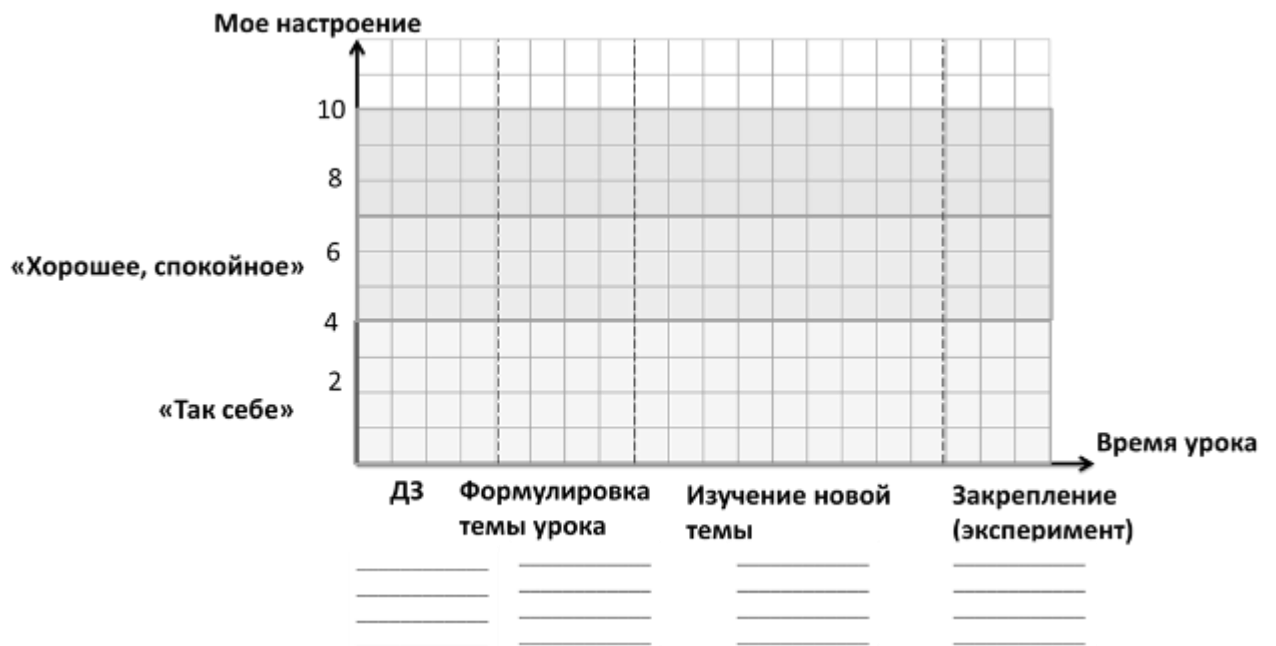 Мое настроение
10
8
6
«Хорошее, спокойное»
4
2
«Так себе»
Время урока
ДЗ
Формулировка
темы урока
Изучение новой
темы
Закрепление
(эксперимент)